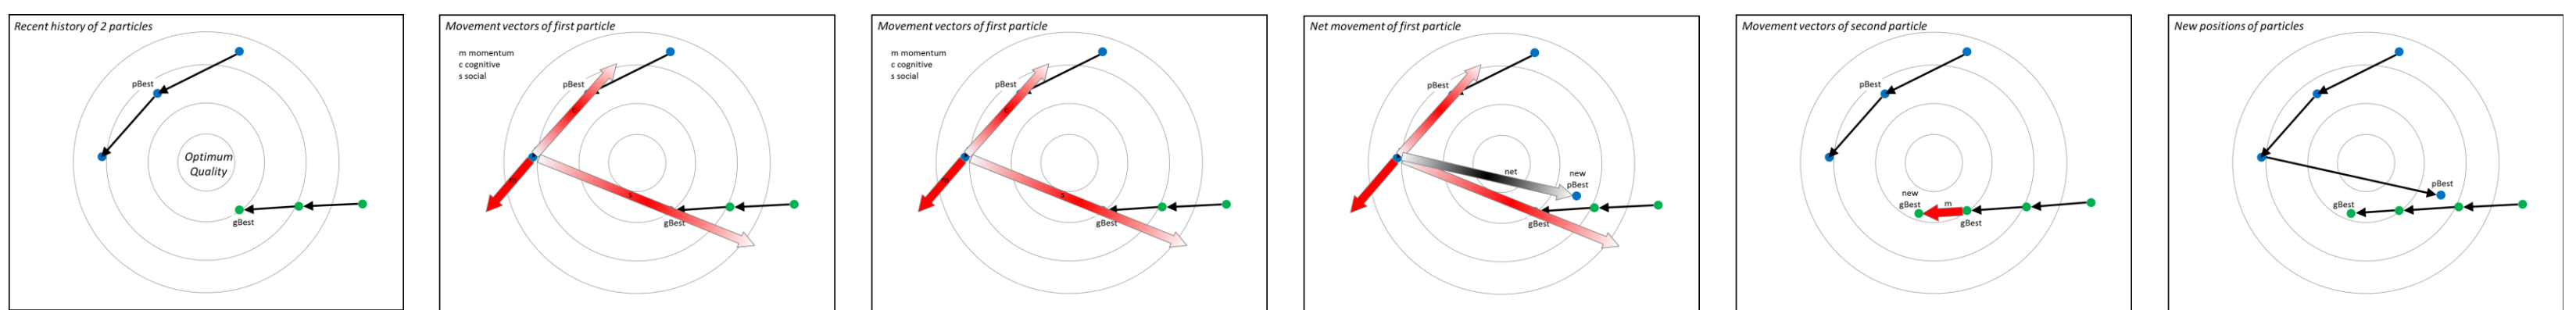 Recent history of 2 particles
pBest
Optimum
Quality
gBest
Movement vectors of first particle
m momentum
c cognitive
s social
pBest
c
m
s
gBest
Movement vectors of first particle
m momentum
c cognitive
s social
pBest
c
m
s
gBest
Net movement of first particle
pBest
net
new
pBest
gBest
Movement vectors of second particle
pBest
new
gBest
m
gBest
New positions of particles
pBest
gBest